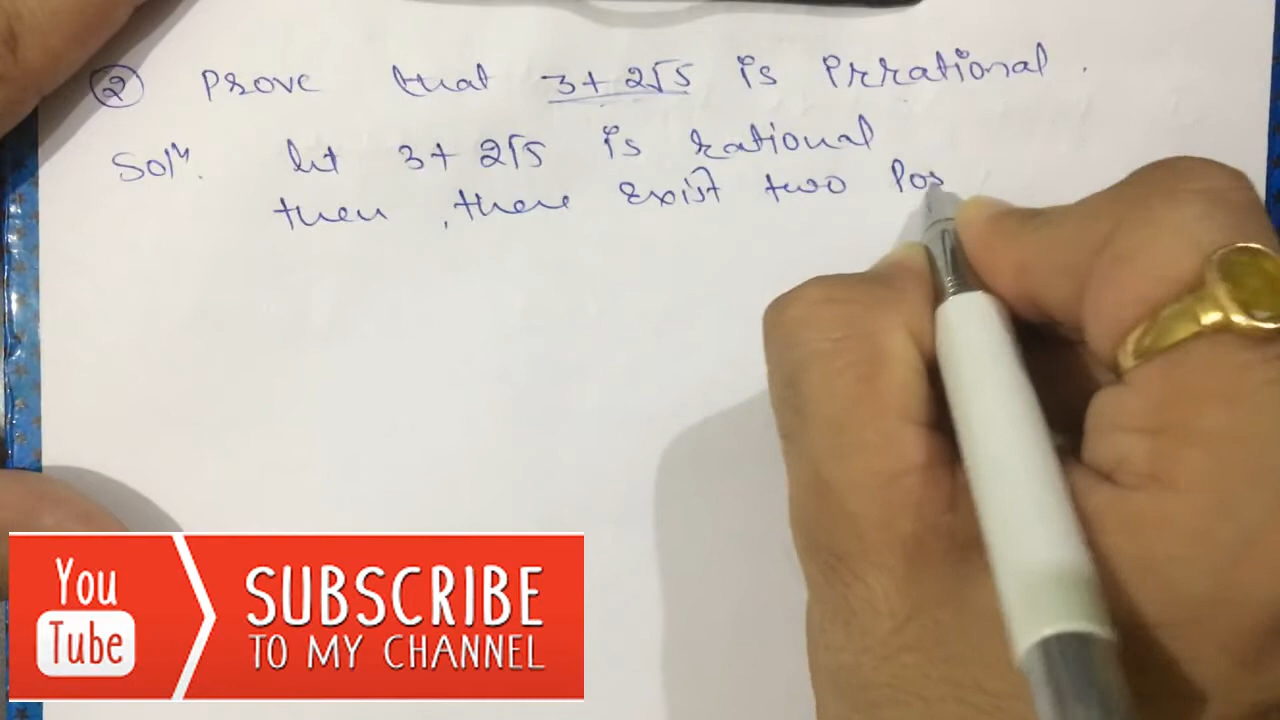 ② Prove that 3+2√5 is Irrational.
Solⁿ. let 3+2√5 is rational
then, there exist two Pos
You
Tube
SUBSCRIBE
TO MY CHANNEL